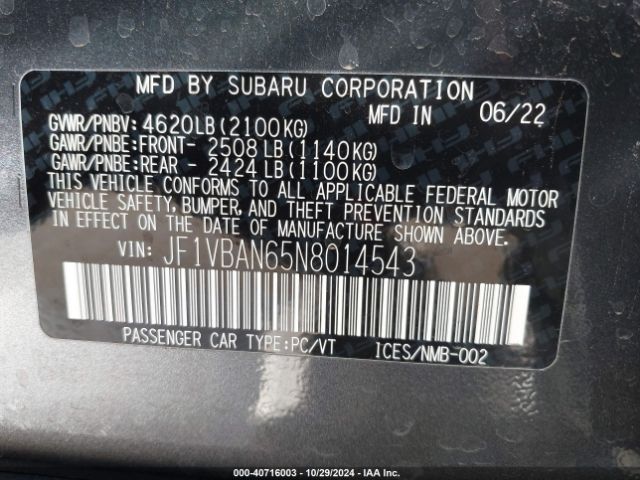 MFD BY SUBARU CORPORATION
MFD IN 06/22
GVWR/PNBV: 4620LB(2100KG)
GAWR/PNBE:FRONT- 2508 LB(1140KG)
GAWR/PNBE:REAR - 2424 LB(1100KG)
THIS VEHICLE CONFORMS TO ALL APPLICABLE FEDERAL MOTOR
VEHICLE SAFETY, BUMPER, AND THEFT PREVENTION STANDARDS
IN EFFECT ON THE DATE OF MANUFACTURE SHOWN ABOVE.
VIN: JF1VBAN65N8014543
PASSENGER CAR TYPE:PC/VT ICES/NMB-002
000-40716003 - 10/29/2024 - IAA Inc.